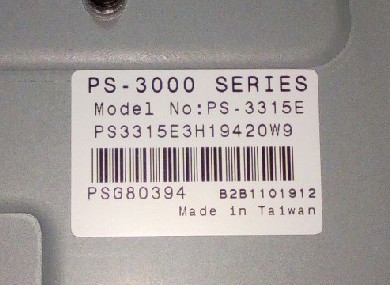 PS-3000 SERIES
Model No:PS-3315E
PS3315E3H19420W9
PSG80394 B2B1101912
Made in Taiwan